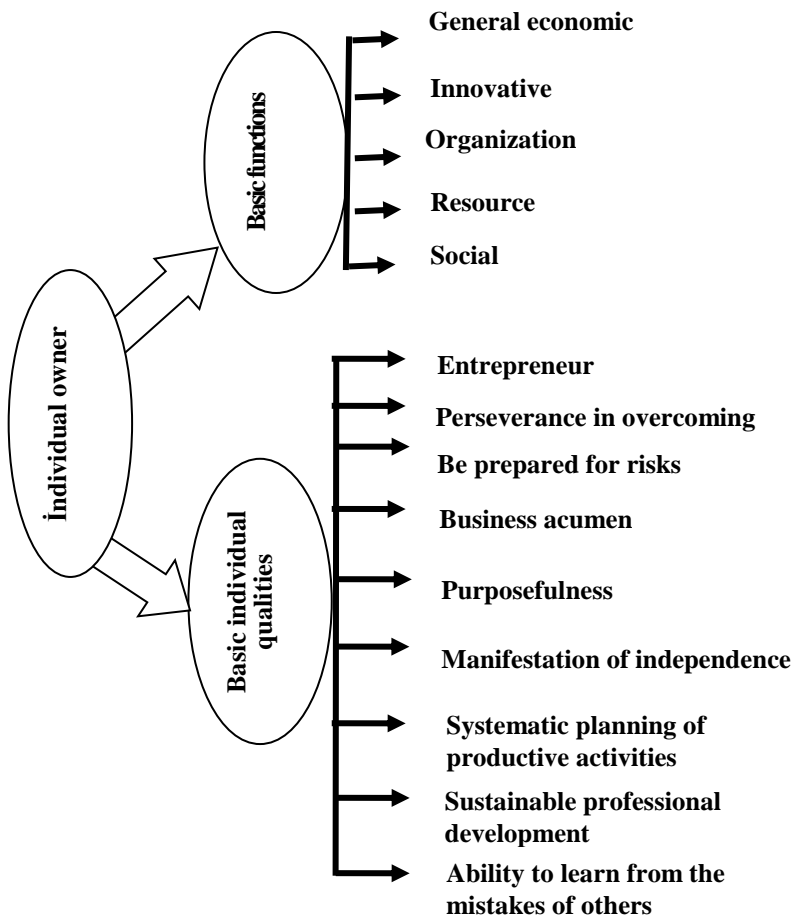 İndividual owner
Basic functions
General economic
Innovative
Organization
Resource
Social
Basic individual
qualities
Entrepreneur
Perseverance in overcoming
Be prepared for risks
Business acumen
Purposefulness
Manifestation of independence
Systematic planning of
productive activities
Sustainable professional
development
Ability to learn from the
mistakes of others